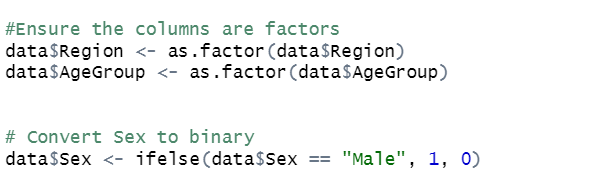 #Ensure the columns are factors
data$Region <- as.factor(data$Region)
data$AgeGroup <- as.factor(data$AgeGroup)
# Convert Sex to binary
data$Sex <- ifelse(data$Sex == "Male", 1, 0)